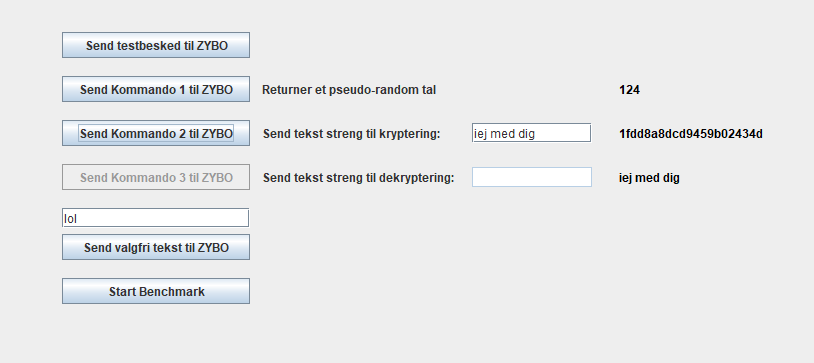 Send testbesked til ZYBO
Send Kommando 1 til ZYBO Returner et pseudo-random tal 124
Send Kommando 2 til ZYBO Send tekst streng til kryptering: iej med dig 1fdd8a8dcd9459b02434d
Send Kommando 3 til ZYBO Send tekst streng til dekryptering: iej med dig
lol
Send valgfri tekst til ZYBO
Start Benchmark